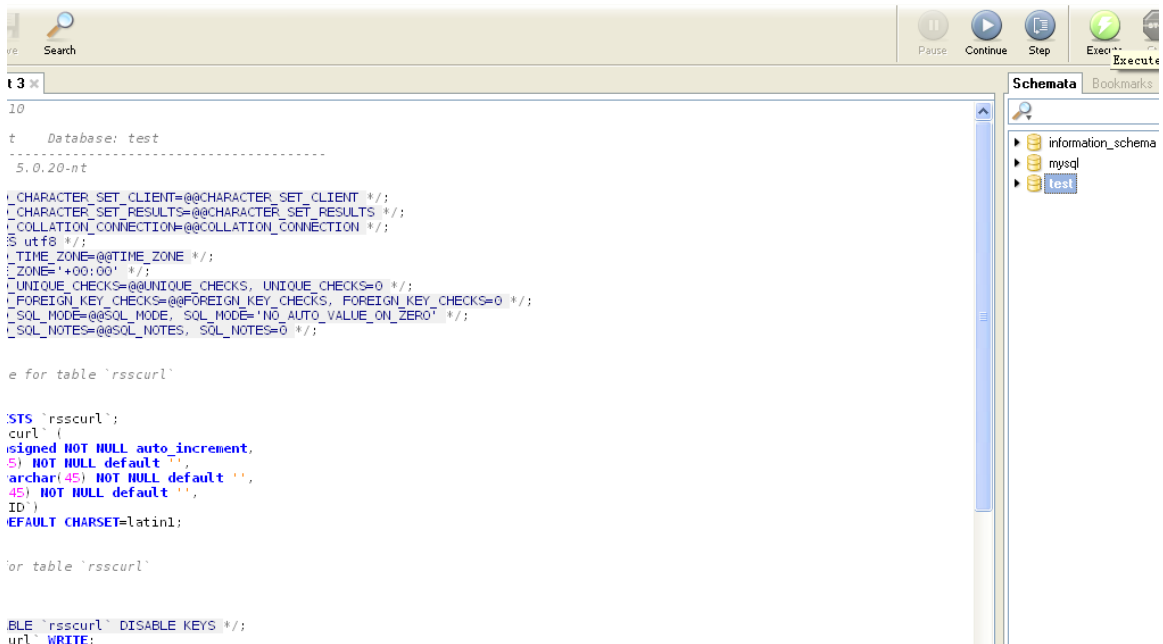 Search
Pause
Continue
Step
Execute
Execute
t 3
Schemata
Bookmarks
10
t Database: test
----------------------------------------
5.0.20-nt
CHARACTER_SET_CLIENT=@@CHARACTER_SET_CLIENT */;
CHARACTER_SET_RESULTS=@@CHARACTER_SET_RESULTS */;
COLLATION_CONNECTION=@@COLLATION_CONNECTION */;
ES utf8 */;
TIME_ZONE=@@TIME_ZONE */;
E_ZONE='+00:00' */;
UNIQUE_CHECKS=@@UNIQUE_CHECKS, UNIQUE_CHECKS=0 */;
FOREIGN_KEY_CHECKS=@@FOREIGN_KEY_CHECKS, FOREIGN_KEY_CHECKS=0 */;
SQL_MODE=@@SQL_MODE, SQL_MODE='NO_AUTO_VALUE_ON_ZERO' */;
SQL_NOTES=@@SQL_NOTES, SQL_NOTES=0 */;
e for table `rsscurl`
STS `rsscurl`;
curl` (
signed NOT NULL auto_increment,
5) NOT NULL default '',
archar(45) NOT NULL default '',
45) NOT NULL default '',
ID`)
DEFAULT CHARSET=latin1;
or table `rsscurl`
BLE `rsscurl` DISABLE KEYS */;
url` WRITE;
information_schema
mysql
test